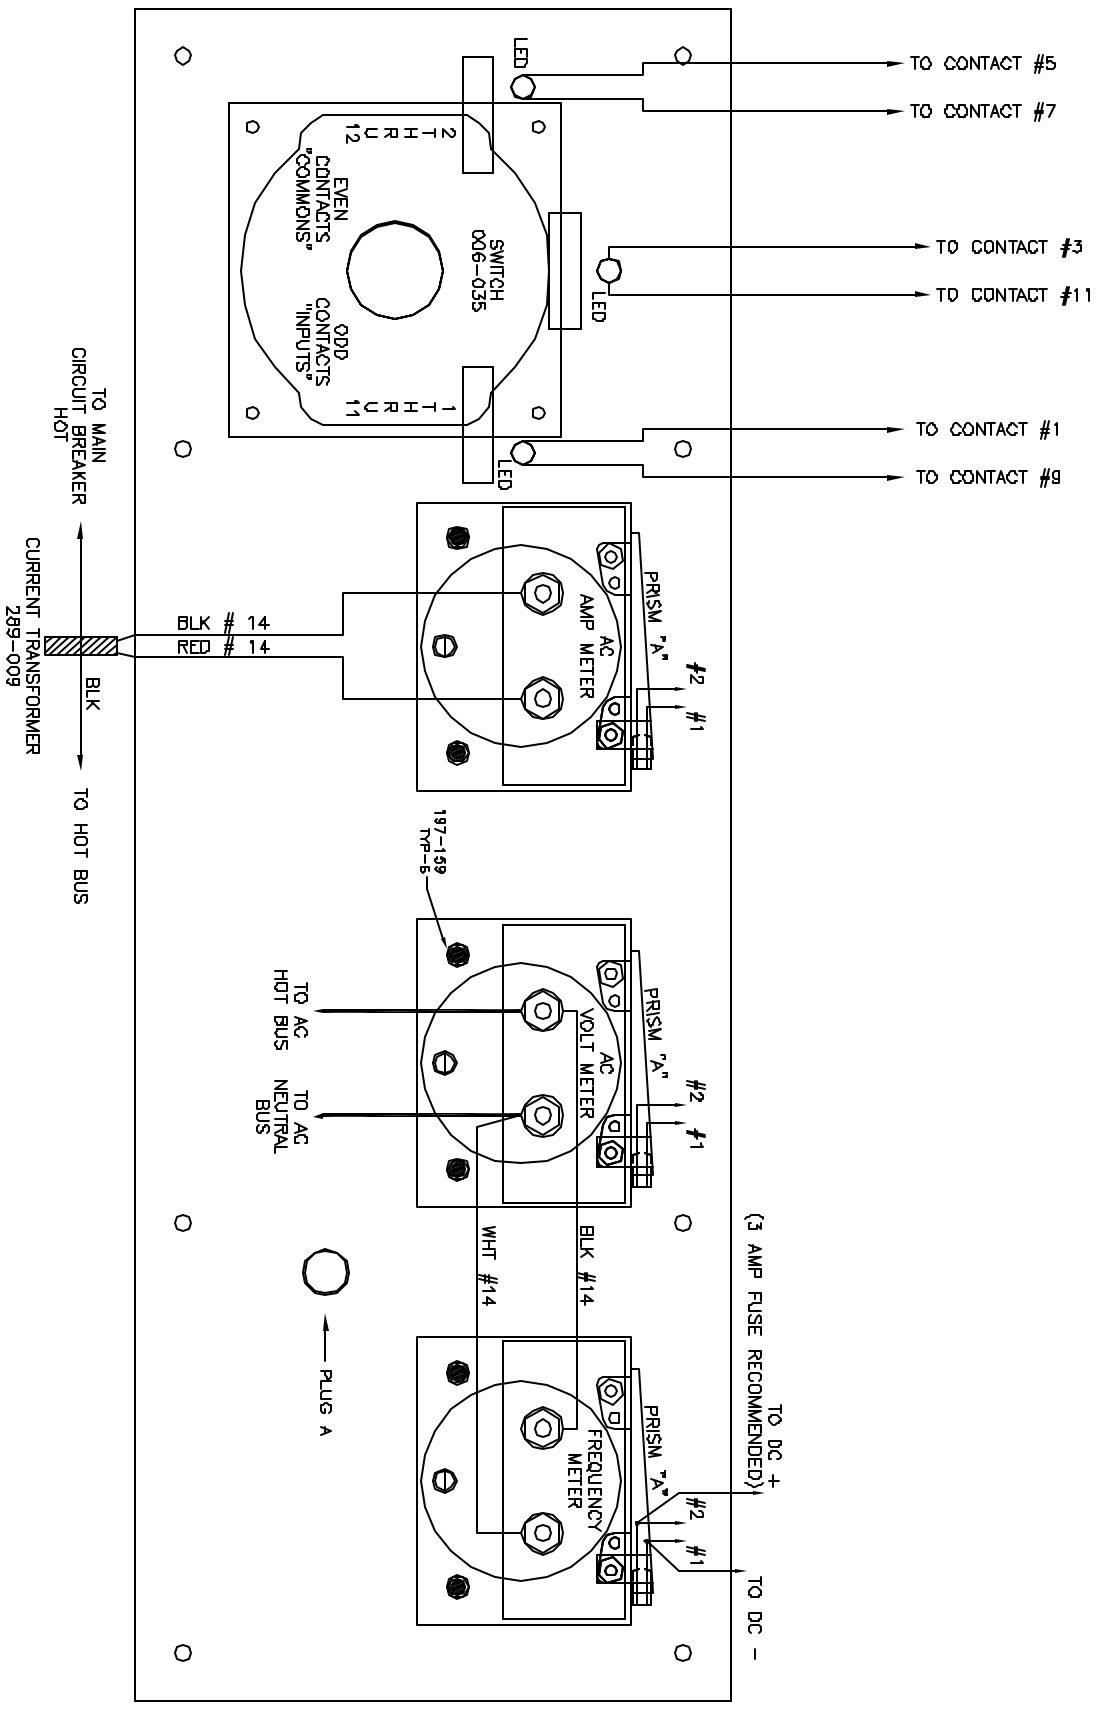 LED
TO CONTACT #5
TO CONTACT #7
2 THRU 12
EVEN
CONTACTS
"COMMONS"
SWITCH
006-035
TO CONTACT #3
TO CONTACT #11
LED
ODD
CONTACTS
"INPUTS"
1 THRU 11
TO CONTACT #1
TO CONTACT #9
LED
TO MAIN
CIRCUIT BREAKER
HOT
CURRENT TRANSFORMER
289-009
BLK
TO HOT BUS
BLK # 14
RED # 14
PRISM "A"
AC
AMP METER
#2
#1
197-159
TYP-6
TO AC
HOT BUS
TO AC
NEUTRAL
BUS
PRISM "A"
AC
VOLT METER
#2
#1
WHT #14
BLK #14
PLUG A
PRISM "A"
FREQUENCY
METER
#2
#1
TO DC +
(3 AMP FUSE RECOMMENDED)
TO DC -